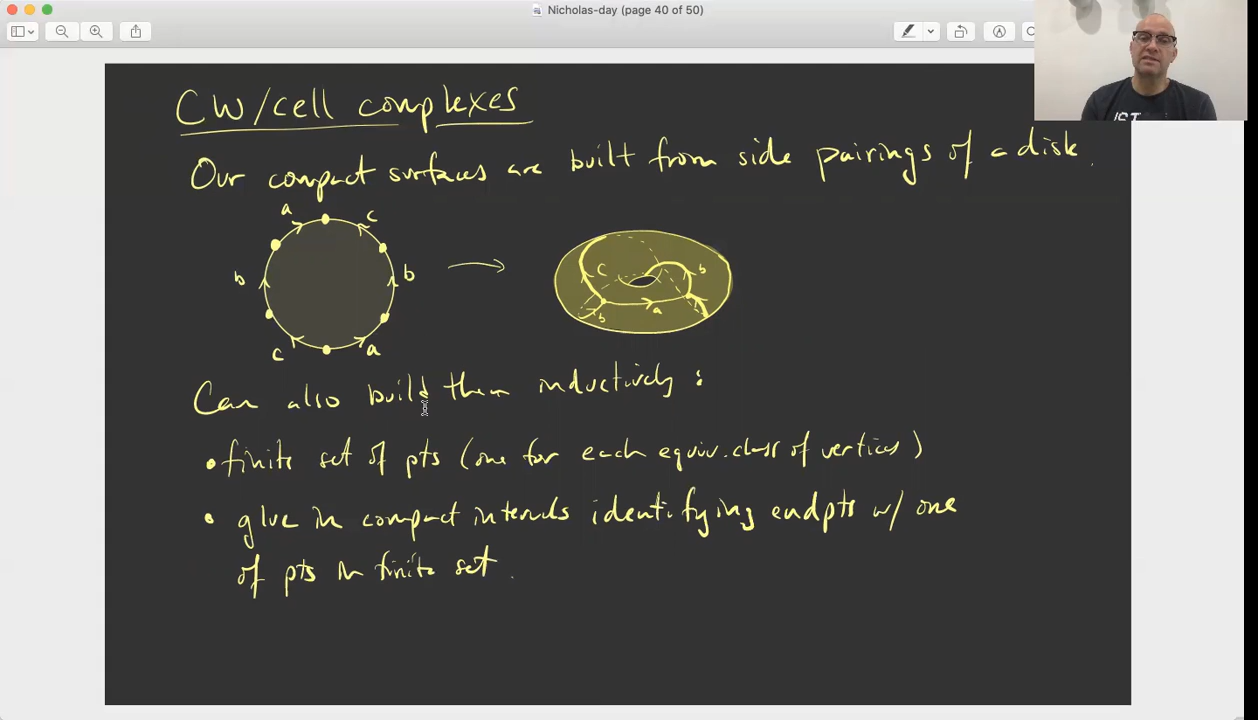 Nicholas-day (page 40 of 50)
CW/cell complexes
Our compact surfaces are built from side pairings of a disk.
a c
b b
c a
c b
b a
Can also build them inductively :
• finite set of pts (one for each equiv. class of vertices)
• glue in compact intervals identifying endpts w/ one
of pts in finite set.